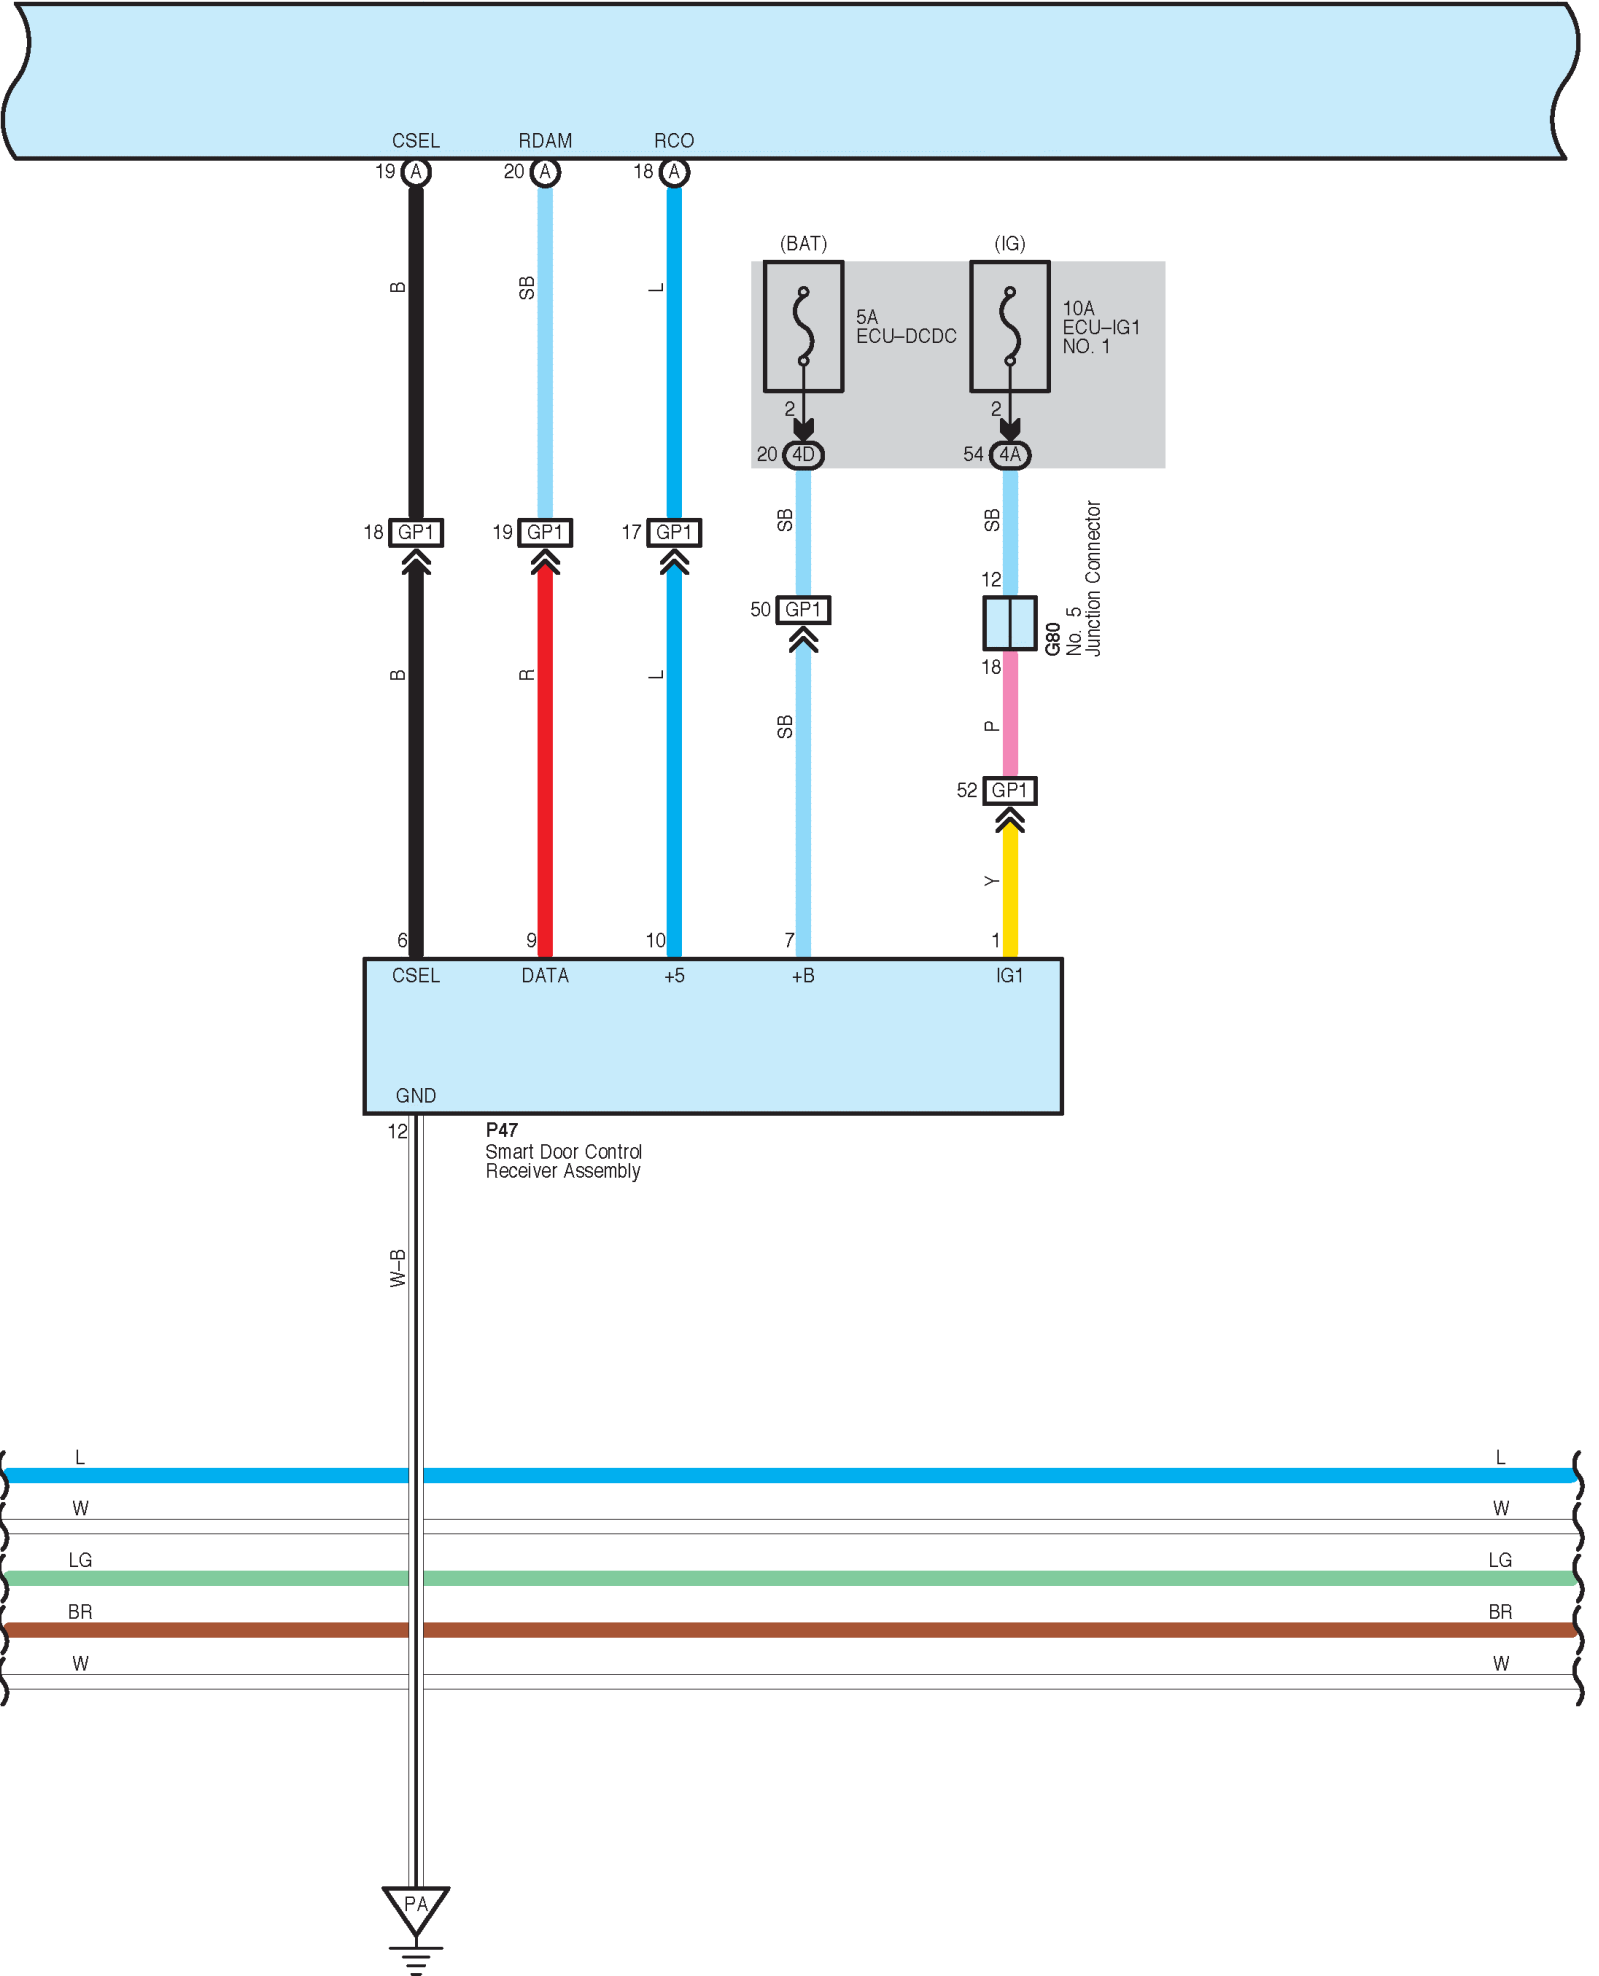 CSEL RDAM RCO
19 A 20 A 18 A
(BAT) (IG)
B SB L
5A
ECU–DCDC
10A
ECU–IG1
NO. 1
2 2
20 4D 54 4A
18 GP1 19 GP1 17 GP1
SB SB
12
50 GP1
G80
No. 5
Junction Connector
18
B R L
SB P
52 GP1
Y
6 9 10 7 1
CSEL DATA +5 +B IG1
GND
12
P47
Smart Door Control
Receiver Assembly
W–B
L L
W W
LG LG
BR BR
W W
PA